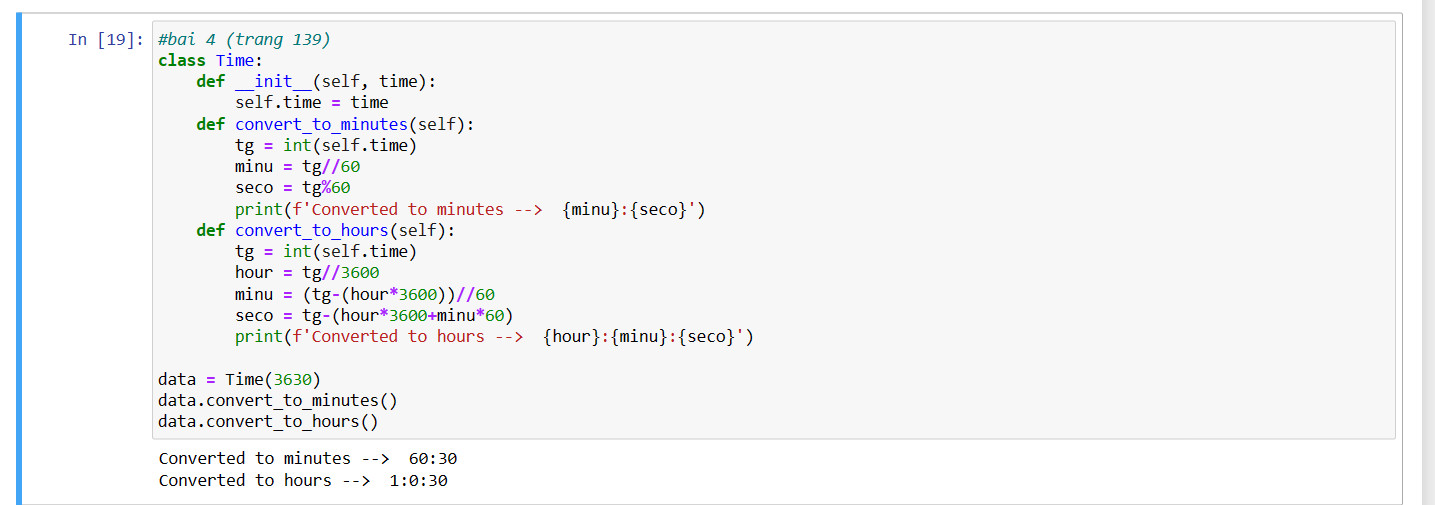 In [19]: #bai 4 (trang 139)
class Time:
    def __init__(self, time):
        self.time = time
    def convert_to_minutes(self):
        tg = int(self.time)
        minu = tg//60
        seco = tg%60
        print(f'Converted to minutes -->  {minu}:{seco}')
    def convert_to_hours(self):
        tg = int(self.time)
        hour = tg//3600
        minu = (tg-(hour*3600))//60
        seco = tg-(hour*3600+minu*60)
        print(f'Converted to hours -->  {hour}:{minu}:{seco}')

data = Time(3630)
data.convert_to_minutes()
data.convert_to_hours()
Converted to minutes -->  60:30
Converted to hours -->  1:0:30